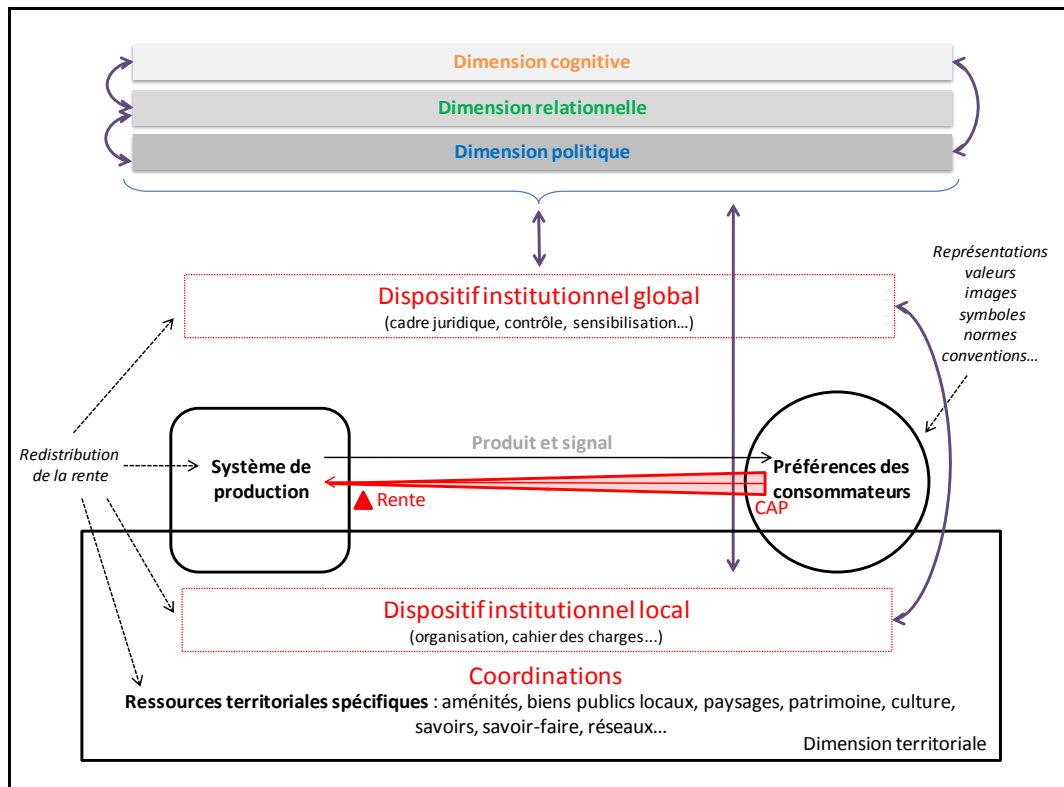 Dimension cognitive
Dimension relationnelle
Dimension politique
Représentations
valeurs
images
symboles
normes
conventions...
Dispositif institutionnel global
(cadre juridique, contrôle, sensibilisation...)
Redistribution
de la rente
Système de
production
Produit et signal
Rente
Préférences des
consommateurs
CAP
Dispositif institutionnel local
(organisation, cahier des charges...)
Coordinations
Ressources territoriales spécifiques : aménités, biens publics locaux, paysages, patrimoine, culture,
savoirs, savoir-faire, réseaux...
Dimension territoriale